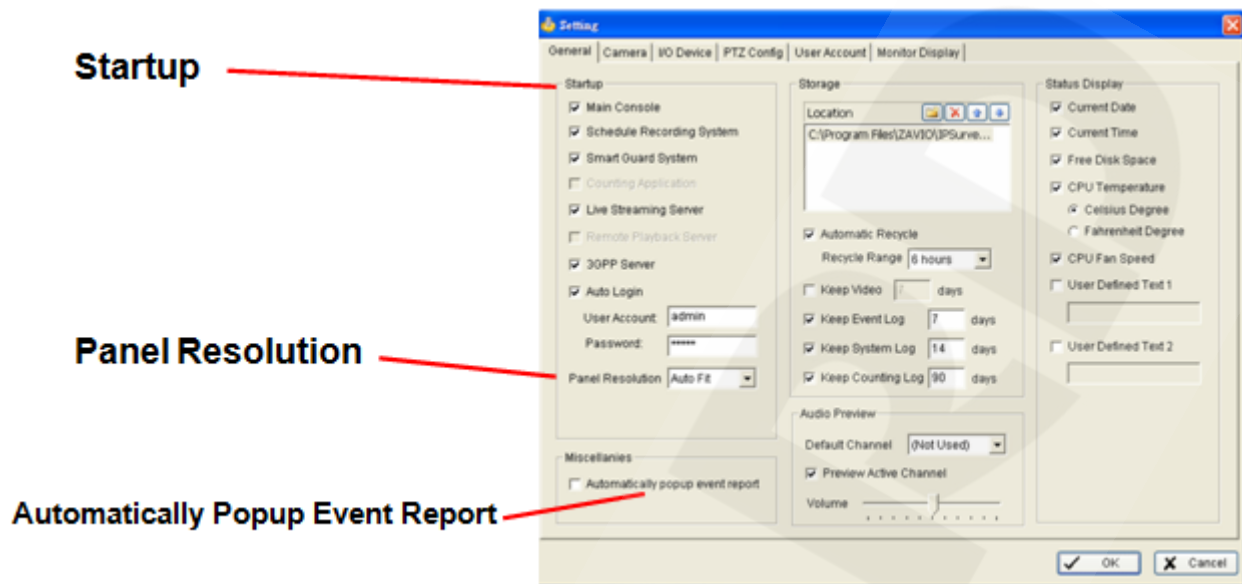 Startup
Panel Resolution
Automatically Popup Event Report
Setting
General Camera I/O Device PTZ Config User Account Monitor Display
Startup
Main Console
Schedule Recording System
Smart Guard System
Counting Application
Live Streaming Server
Remote Playback Server
3GPP Server
Auto Login
User Account: admin
Password: *****
Panel Resolution Auto Fit
Miscellanies
Automatically popup event report
Storage
Location
C:\Program Files\ZAVIO\IPSurve...
Automatic Recycle
Recycle Range 6 hours
Keep Video 7 days
Keep Event Log 7 days
Keep System Log 14 days
Keep Counting Log 90 days
Audio Preview
Default Channel (Not Used)
Preview Active Channel
Volume
Status Display
Current Date
Current Time
Free Disk Space
CPU Temperature
Celsius Degree
Fahrenheit Degree
CPU Fan Speed
User Defined Text 1
User Defined Text 2
OK Cancel